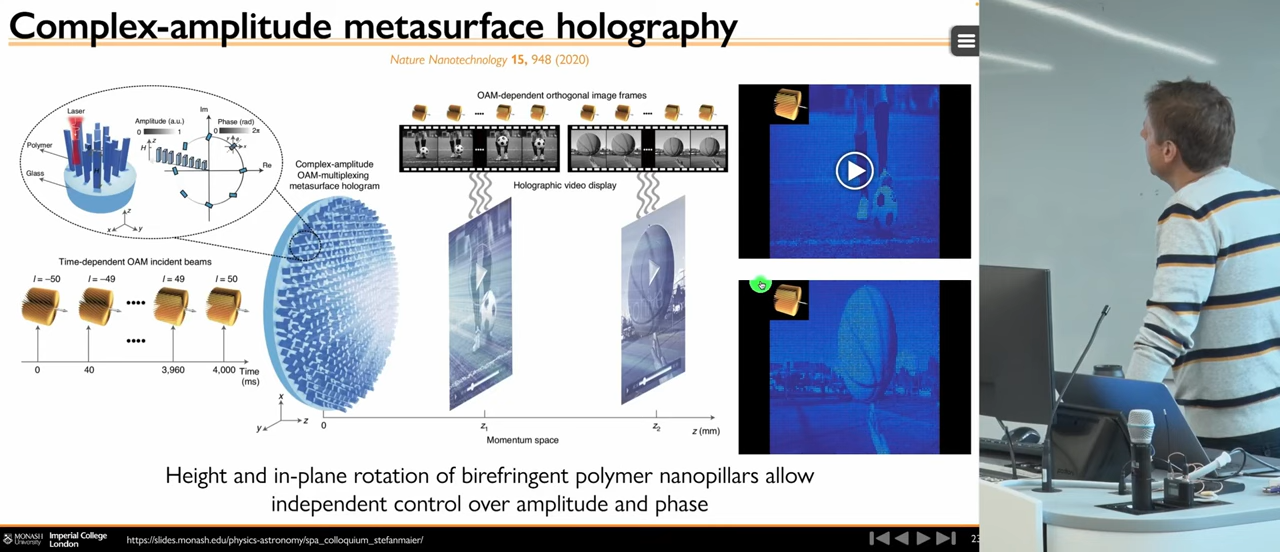 Complex-amplitude metasurface holography
Nature Nanotechnology 15, 948 (2020)
Laser
Polymer
Glass
Amplitude (a.u.)
0 1
H
Im
Phase (rad)
0 2π
Re
z
x y
Complex-amplitude
OAM-multiplexing
metasurface hologram
OAM-dependent orthogonal image frames
Holographic video display
Time-dependent OAM incident beams
l = −50 l = −49 l = 49 l = 50
0 40 3,960 4,000 Time
(ms)
x
y z
0 z1 z2 z (mm)
Momentum space
Height and in-plane rotation of birefringent polymer nanopillars allow
independent control over amplitude and phase
MONASH University
Imperial College
London
https://slides.monash.edu/physics-astronomy/spa_colloquium_stefanmaier/